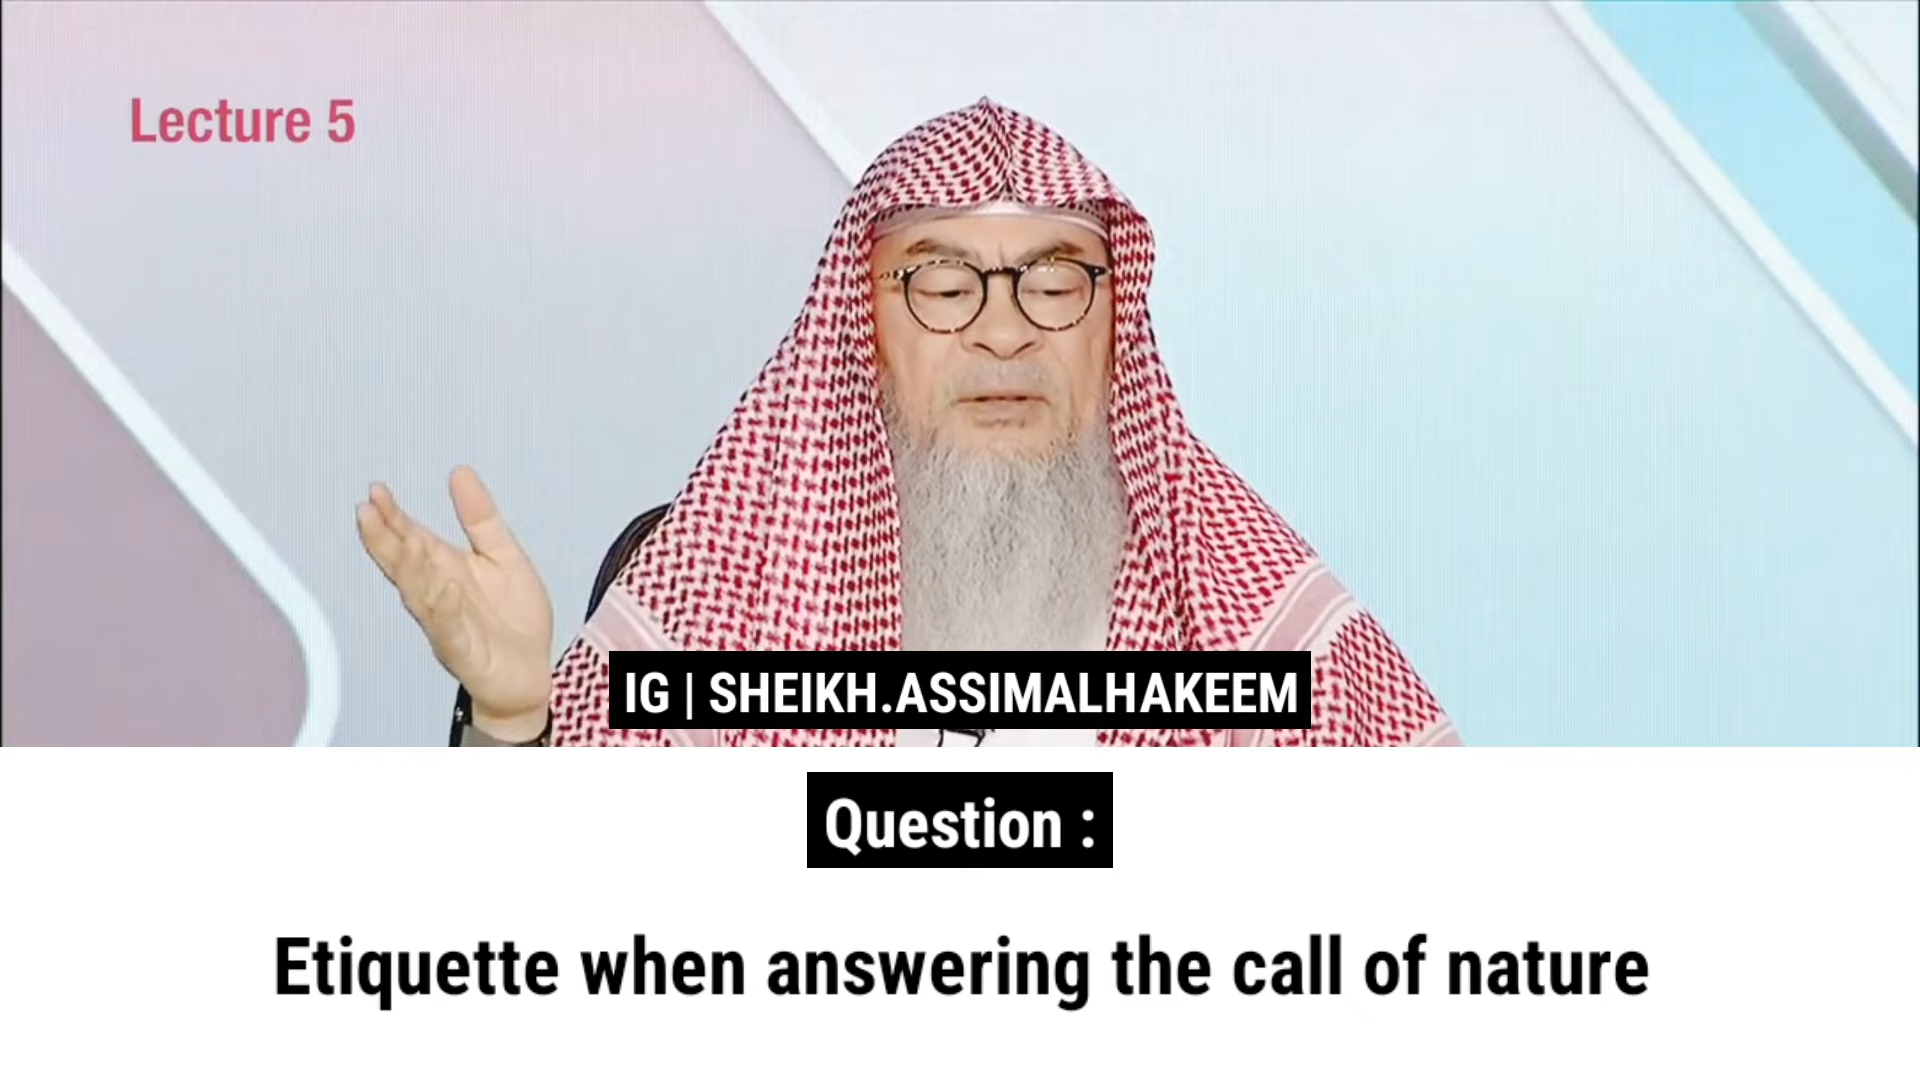 Lecture 5
IG | SHEIKH.ASSIMALHAKEEM
Question :
Etiquette when answering the call of nature